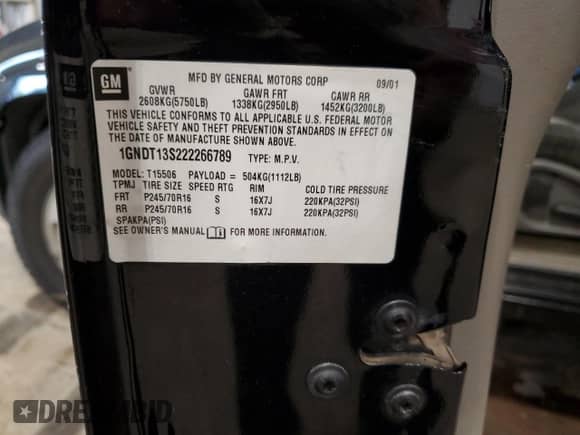 GM
MFD BY GENERAL MOTORS CORP 09/01
GVWR GAWR FRT GAWR RR
2608KG(5750LB) 1338KG(2950LB) 1452KG(3200LB)
THIS VEHICLE CONFORMS TO ALL APPLICABLE U.S. FEDERAL MOTOR
VEHICLE SAFETY AND THEFT PREVENTION STANDARDS IN EFFECT ON
THE DATE OF MANUFACTURE SHOWN ABOVE.
1GNDT13S222266789 TYPE: M.P.V.
MODEL: T15506 PAYLOAD = 504KG(1112LB)
TPMJ TIRE SIZE SPEED RTG RIM COLD TIRE PRESSURE
FRT P245/70R16 S 16X7J 220KPA(32PSI)
RR P245/70R16 S 16X7J 220KPA(32PSI)
SPAKPA(PSI)
SEE OWNER'S MANUAL FOR MORE INFORMATION.
DREAMBID